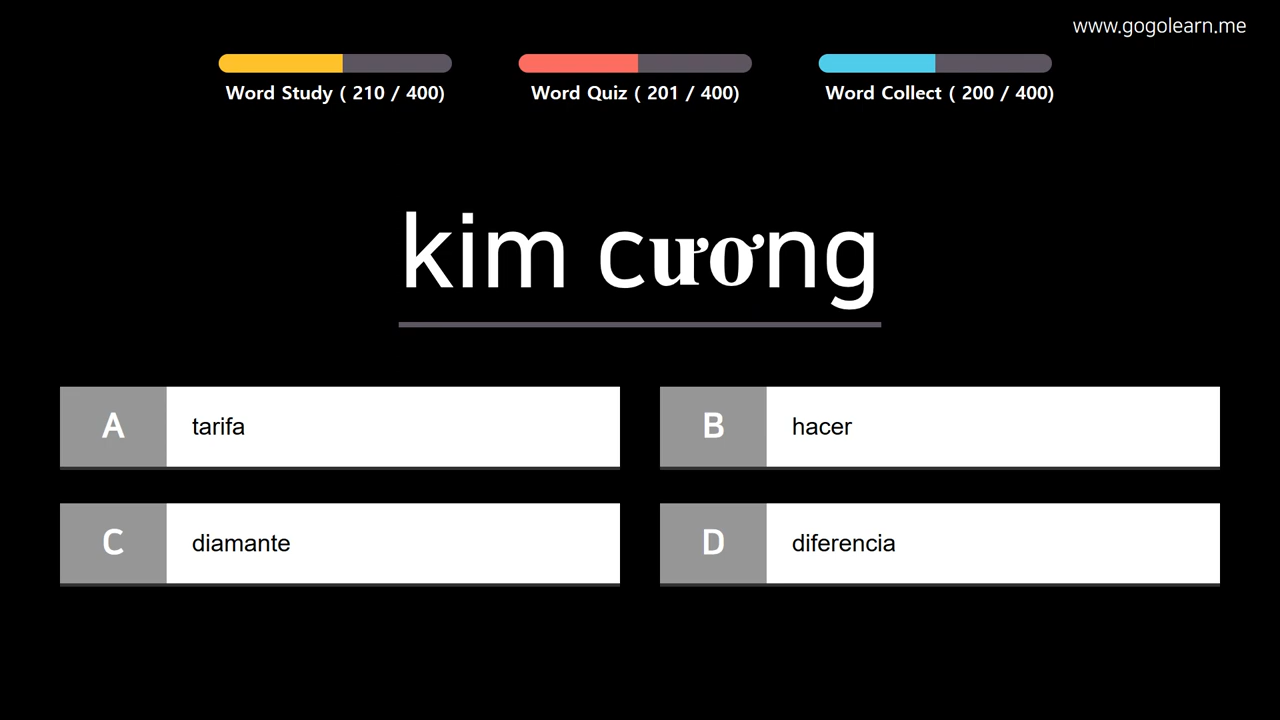 www.gogolearn.me
Word Study ( 210 / 400)
Word Quiz ( 201 / 400)
Word Collect ( 200 / 400)
kim cương
A tarifa
B hacer
C diamante
D diferencia